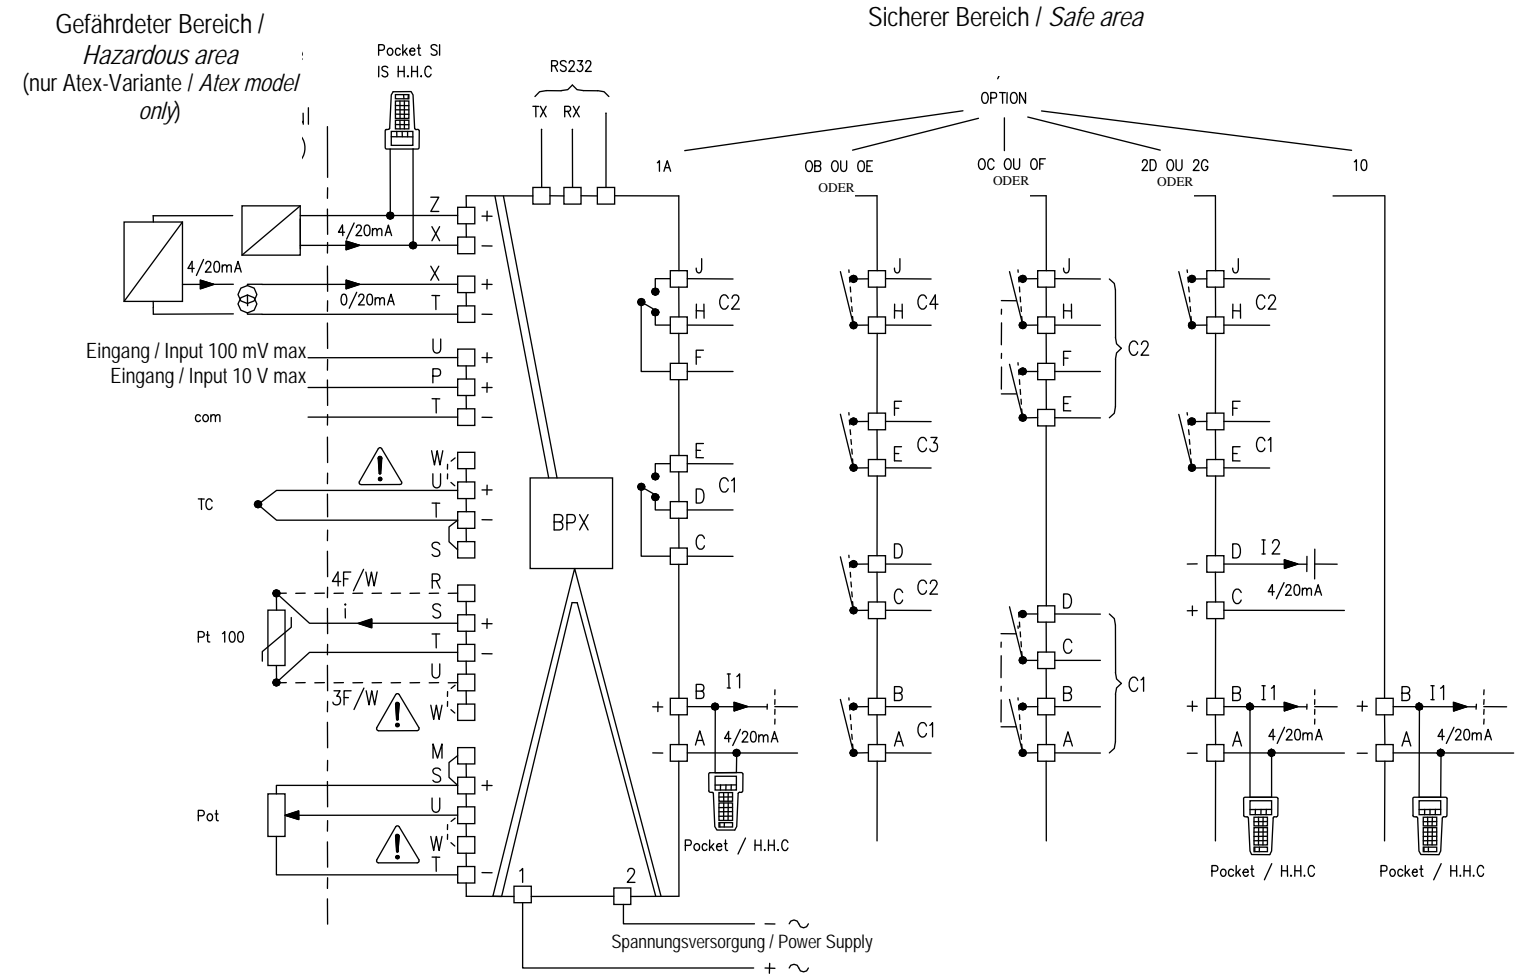 Gefährdeter Bereich /
Hazardous area
(nur Atex-Variante / Atex model
only)
Sicherer Bereich / Safe area
Pocket SI
IS H.H.C
RS232
TX RX
OPTION
1A
OB OU OE
ODER
OC OU OF
ODER
2D OU 2G
ODER
10
Z +
4/20mA
X -
4/20mA
X +
0/20mA
T -
Eingang / Input 100 mV max
U +
Eingang / Input 10 V max
P +
com
T -
W
U +
TC
T -
S
4F/W
R
i
S +
Pt 100
T -
U
3F/W
W
M
S +
Pot
U
W
T -
BPX
1
2
- ~
Spannungsversorgung / Power Supply
+ ~
J
H C2
F
E
D C1
C
+ B I1
- A 4/20mA
Pocket / H.H.C
J
H C4
F
E C3
D
C C2
B
A C1
J
H
F
E
C2
D
C
B
A
C1
J
H C2
F
E C1
- D I2
4/20mA
+ C
+ B I1
- A 4/20mA
Pocket / H.H.C
+ B I1
- A 4/20mA
Pocket / H.H.C